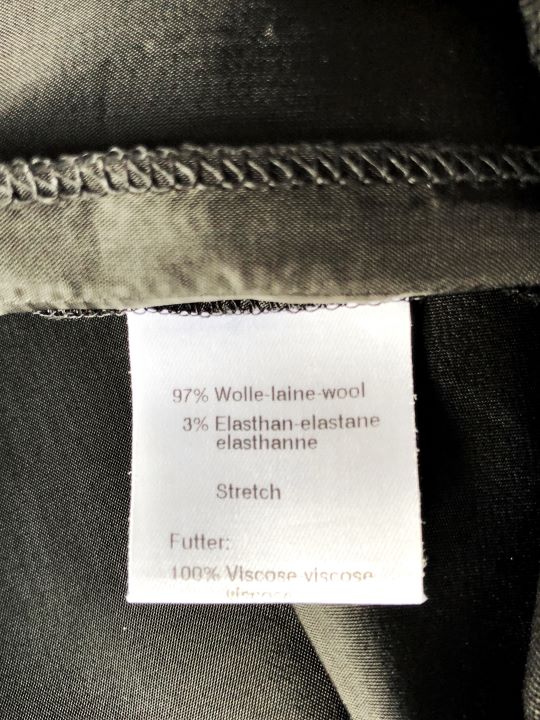 97% Wolle-laine-wool
3% Elasthan-elastane
elasthanne
Stretch
Futter:
100% Viscose viscose